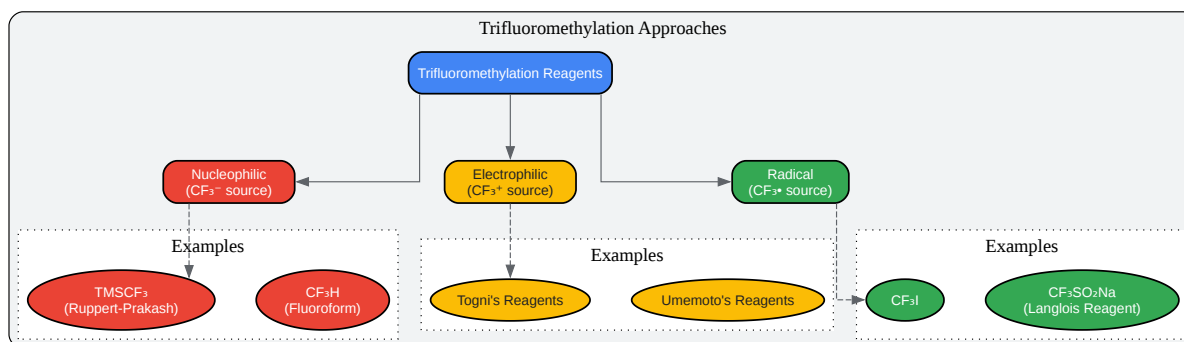 Trifluoromethylation Approaches
Trifluoromethylation Reagents
Nucleophilic
(CF₃⁻ source)
Electrophilic
(CF₃⁺ source)
Radical
(CF₃• source)
Examples
TMSCF₃
(Ruppert-Prakash)
CF₃H
(Fluoroform)
Examples
Togni's Reagents
Umemoto's Reagents
Examples
CF₃I
CF₃SO₂Na
(Langlois Reagent)